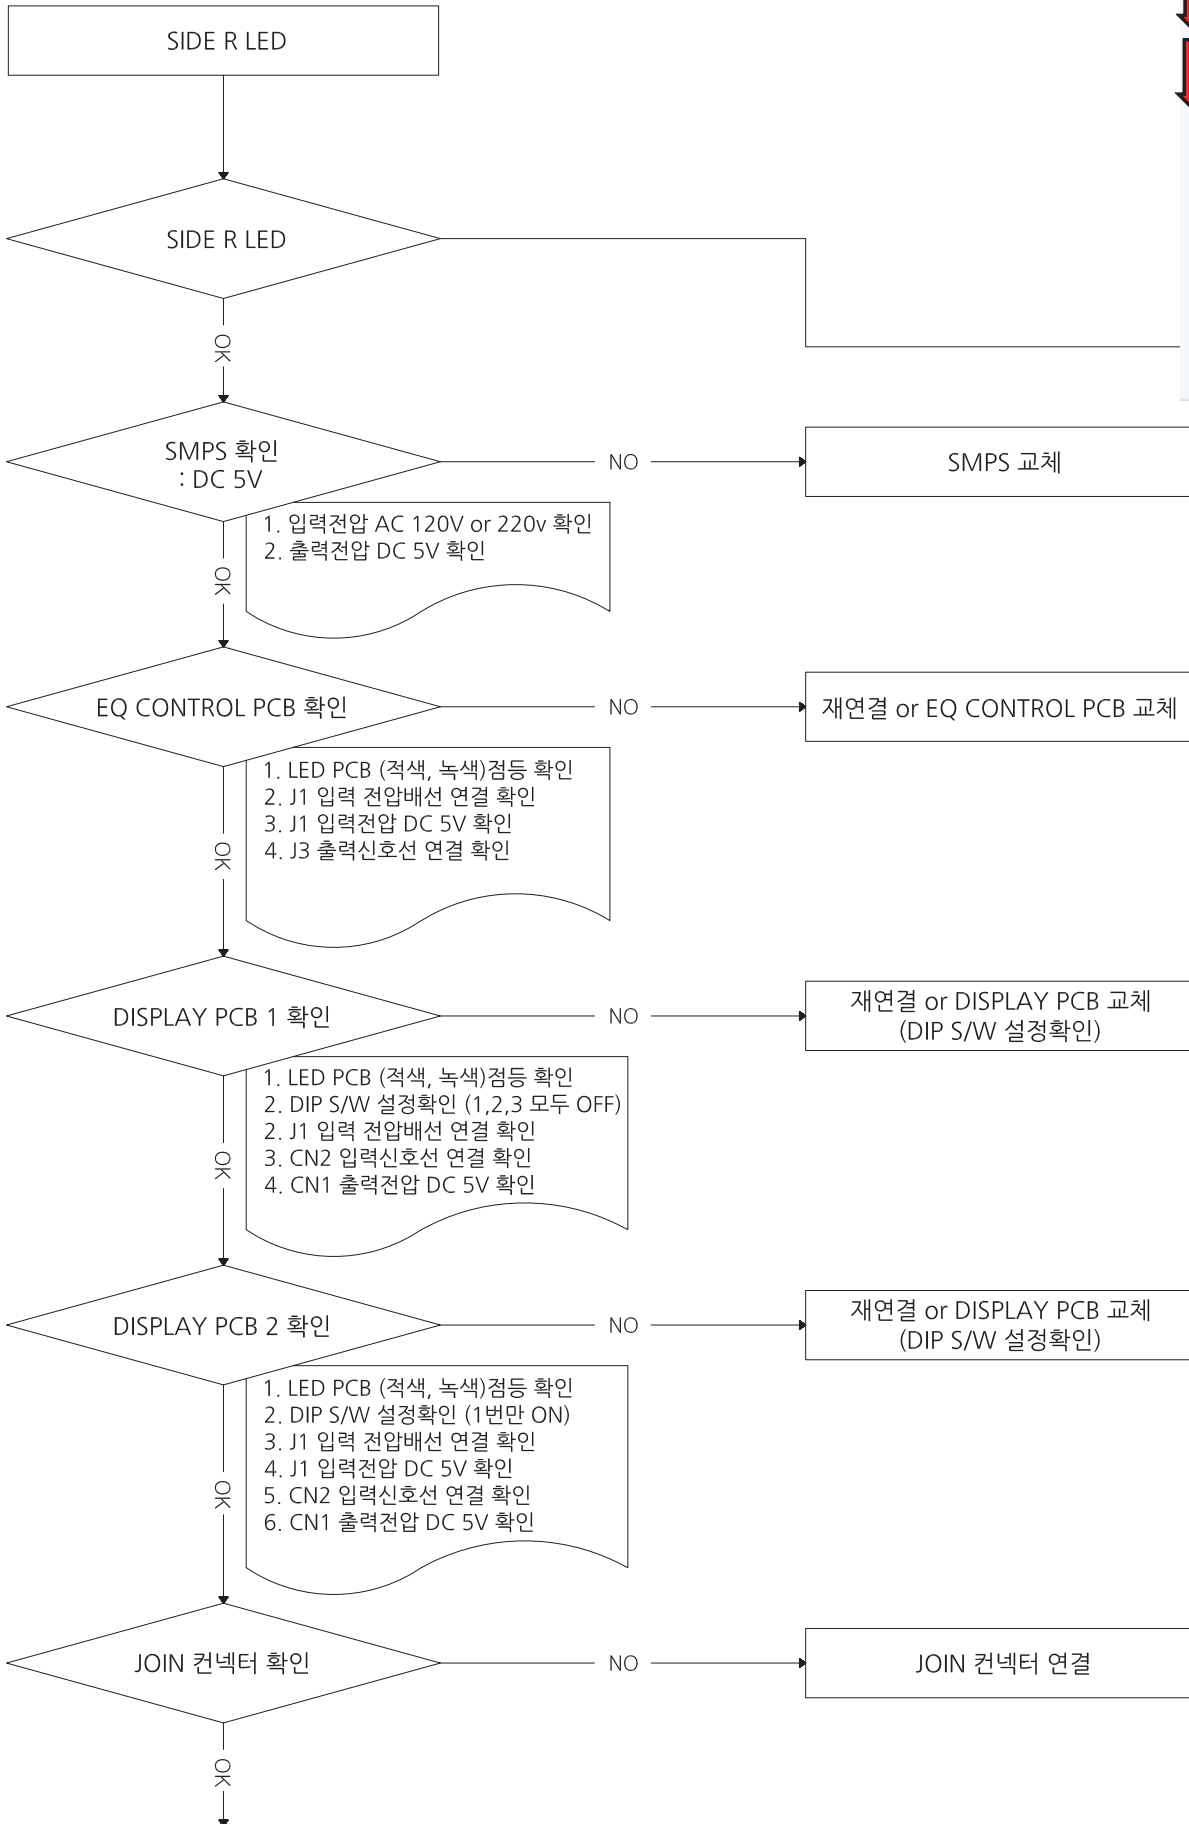 SIDE R LED
SIDE R LED
OK
SMPS 확인
: DC 5V
NO
SMPS 교체
1. 입력전압 AC 120V or 220v 확인
2. 출력전압 DC 5V 확인
OK
EQ CONTROL PCB 확인
NO
재연결 or EQ CONTROL PCB 교체
1. LED PCB (적색, 녹색)점등 확인
2. J1 입력 전압배선 연결 확인
3. J1 입력전압 DC 5V 확인
4. J3 출력신호선 연결 확인
OK
DISPLAY PCB 1 확인
NO
재연결 or DISPLAY PCB 교체
(DIP S/W 설정확인)
1. LED PCB (적색, 녹색)점등 확인
2. DIP S/W 설정확인 (1,2,3 모두 OFF)
2. J1 입력 전압배선 연결 확인
3. CN2 입력신호선 연결 확인
4. CN1 출력전압 DC 5V 확인
OK
DISPLAY PCB 2 확인
NO
재연결 or DISPLAY PCB 교체
(DIP S/W 설정확인)
1. LED PCB (적색, 녹색)점등 확인
2. DIP S/W 설정확인 (1번만 ON)
3. J1 입력 전압배선 연결 확인
4. J1 입력전압 DC 5V 확인
5. CN2 입력신호선 연결 확인
6. CN1 출력전압 DC 5V 확인
OK
JOIN 컨넥터 확인
NO
JOIN 컨넥터 연결
OK